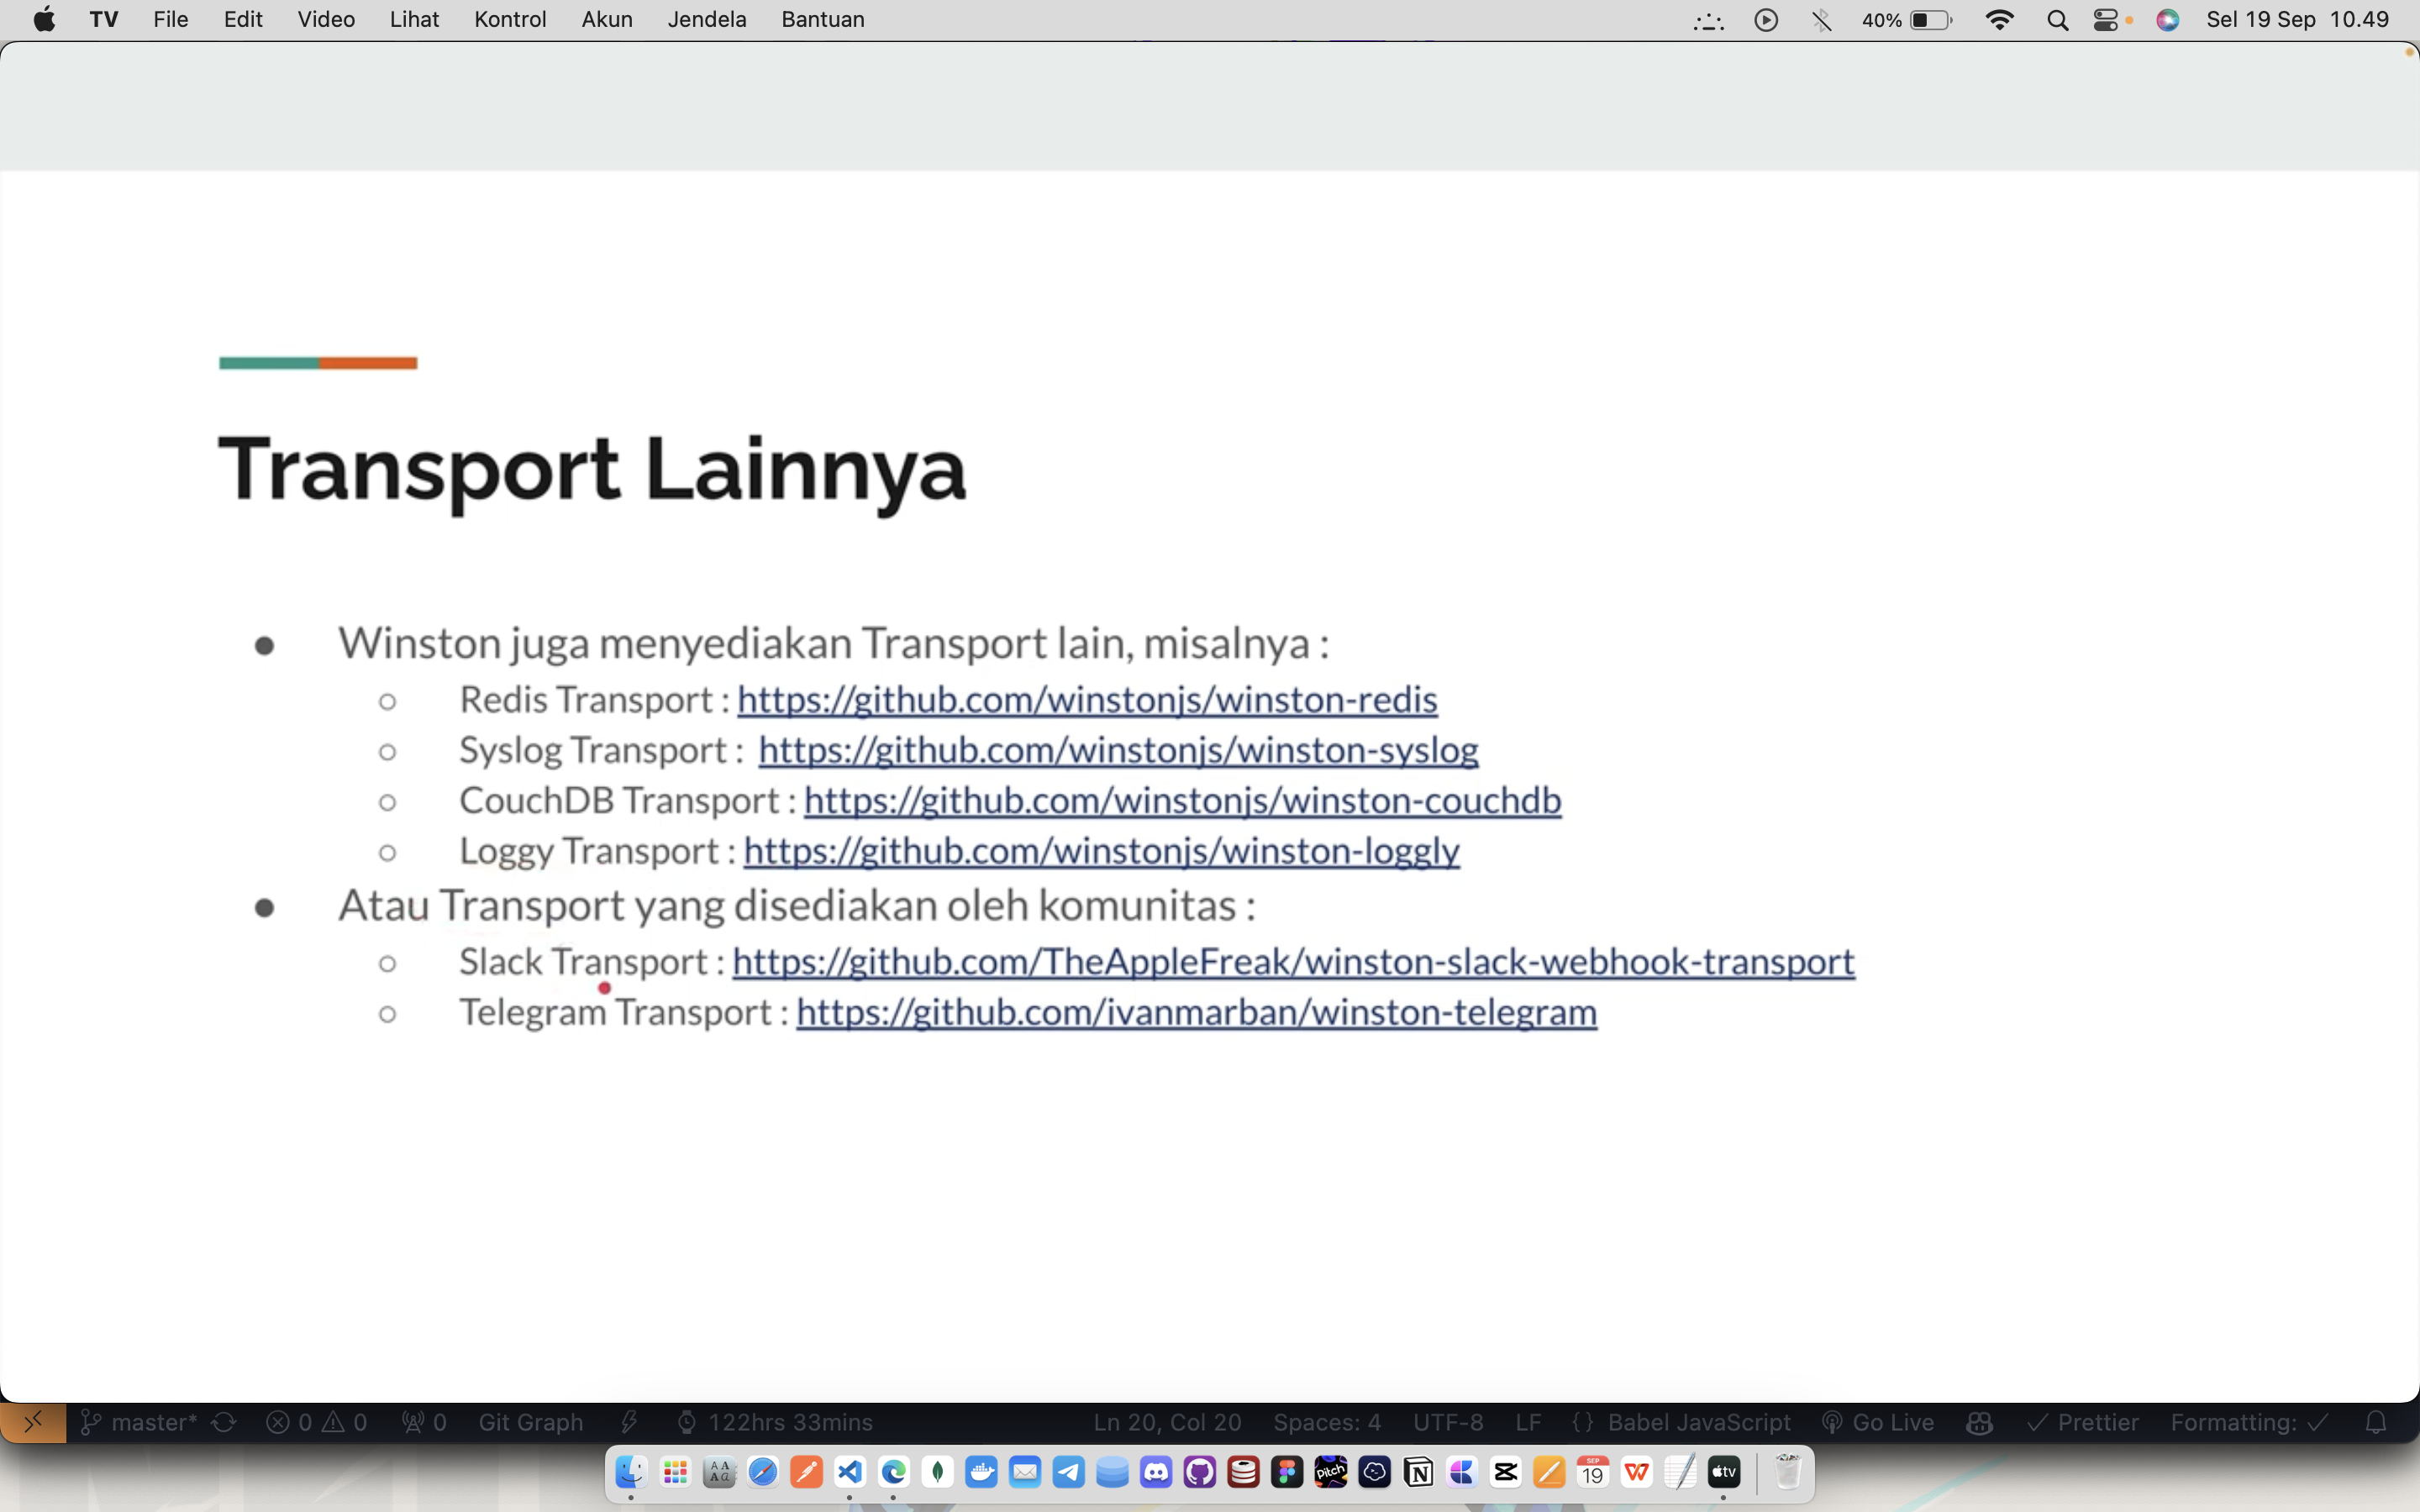 TV File Edit Video Lihat Kontrol Akun Jendela Bantuan 40% Sel 19 Sep 10.49
Transport Lainnya
● Winston juga menyediakan Transport lain, misalnya :
○ Redis Transport : https://github.com/winstonjs/winston-redis
○ Syslog Transport : https://github.com/winstonjs/winston-syslog
○ CouchDB Transport : https://github.com/winstonjs/winston-couchdb
○ Loggy Transport : https://github.com/winstonjs/winston-loggly
● Atau Transport yang disediakan oleh komunitas :
○ Slack Transport : https://github.com/TheAppleFreak/winston-slack-webhook-transport
○ Telegram Transport : https://github.com/ivanmarban/winston-telegram
master* 0 0 0 Git Graph 122hrs 33mins Ln 20, Col 20 Spaces: 4 UTF-8 LF {} Babel JavaScript Go Live Prettier Formatting:
Pitch SEP 19 tv